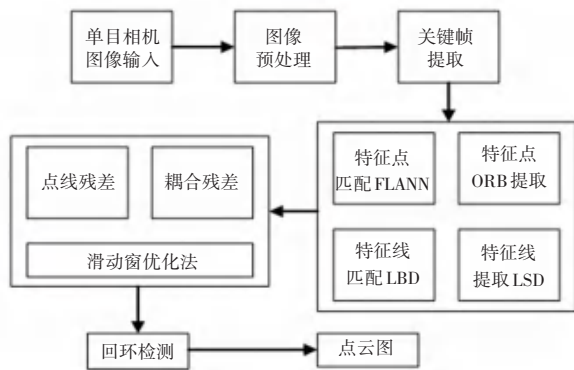 单目相机
图像输入
图像
预处理
关键帧
提取
点线残差
耦合残差
滑动窗优化法
特征点
匹配FLANN
特征点
ORB提取
特征线
匹配LBD
特征线
提取LSD
回环检测
点云图